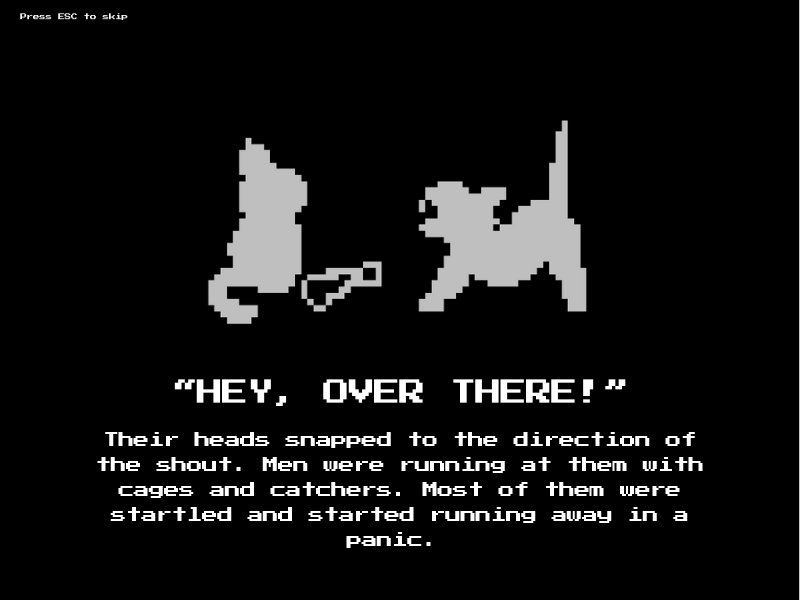 Press ESC to skip
“HEY, OVER THERE!”
Their heads snapped to the direction of
the shout. Men were running at them with
cages and catchers. Most of them were
startled and started running away in a
panic.